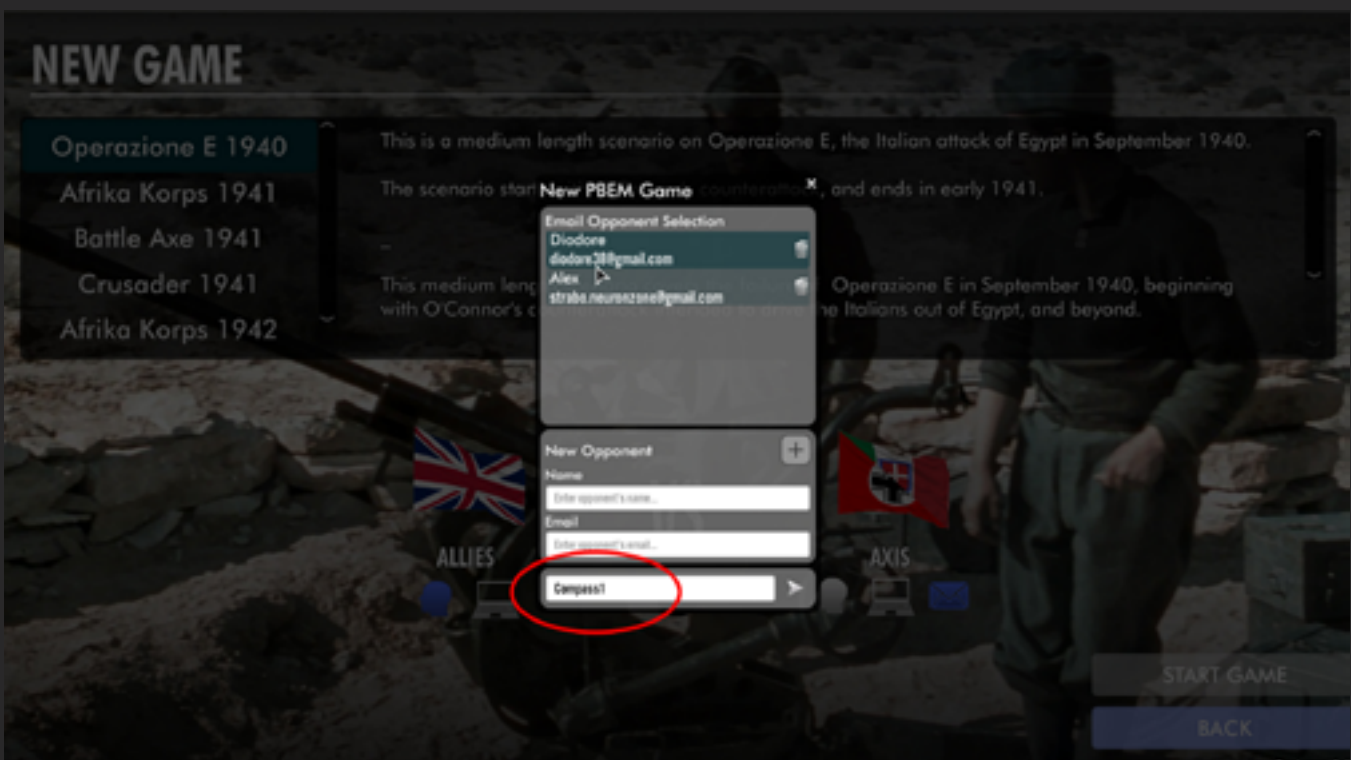 NEW GAME
Operazione E 1940
Afrika Korps 1941
Battle Axe 1941
Crusader 1941
Afrika Korps 1942
This is a medium length scenario on Operazione E, the Italian attack of Egypt in September 1940.
The scenario start counterattack, and ends in early 1941.
This medium leng Operazione E in September 1940, beginning
with O'Connor's he Italians out of Egypt, and beyond.
New PBEM Game
Email Opponent Selection
Diodore
diodore38@gmail.com
Alex
strabo.neuronzone@gmail.com
New Opponent
Name
Enter opponent's name...
Email
Enter opponent's email...
Compass1
ALLIES
AXIS
START GAME
BACK